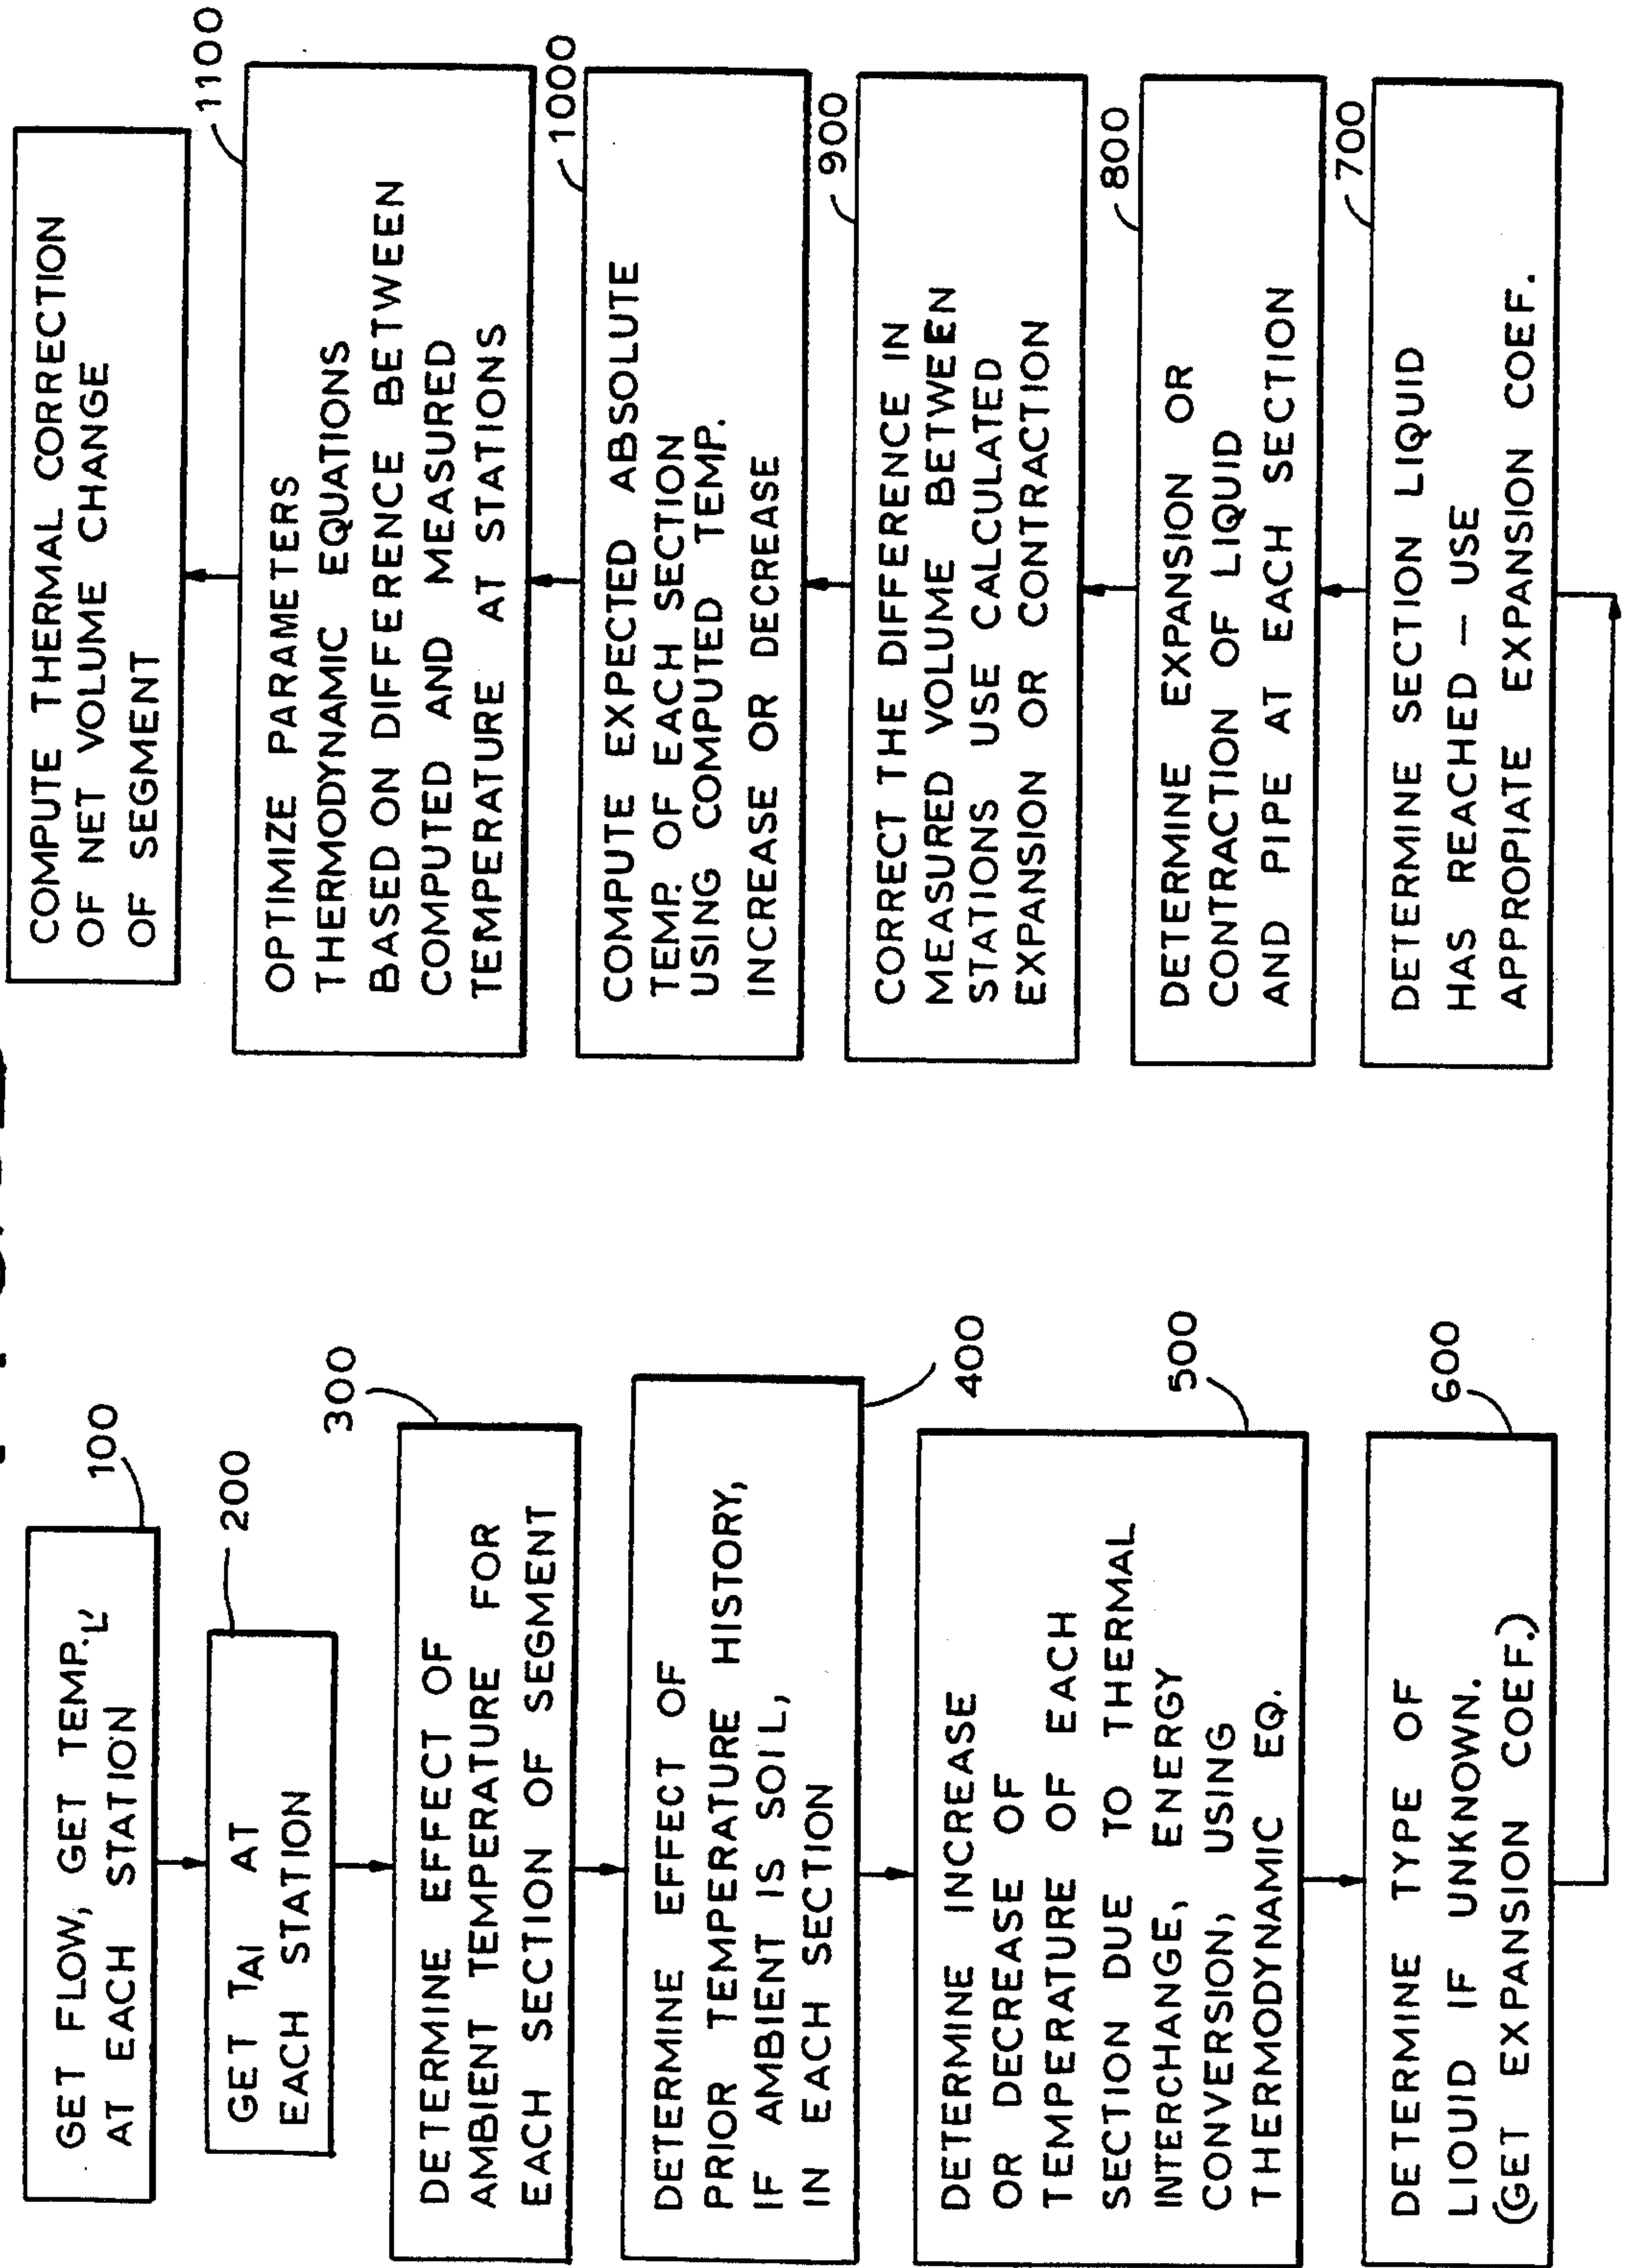 GET FLOW, GET TEMP.
AT EACH STATION
100
GET TAI AT
EACH STATION
200
DETERMINE EFFECT OF
AMBIENT TEMPERATURE FOR
EACH SECTION OF SEGMENT
300
DETERMINE EFFECT OF
PRIOR TEMPERATURE HISTORY,
IF AMBIENT IS SOIL,
IN EACH SECTION
400
DETERMINE INCREASE
OR DECREASE OF
TEMPERATURE OF EACH
SECTION DUE TO THERMAL
INTERCHANGE, ENERGY
CONVERSION, USING
THERMODYNAMIC EQ.
500
DETERMINE TYPE OF
LIOUID IF UNKNOWN.
(GET EXPANSION COEF.)
600
COMPUTE THERMAL CORRECTION
OF NET VOLUME CHANGE
OF SEGMENT
1100
OPTIMIZE PARAMETERS
THERMODYNAMIC EQUATIONS
BASED ON DIFFERENCE BETWEEN
COMPUTED AND MEASURED
TEMPERATURE AT STATIONS
1000
COMPUTE EXPECTED ABSOLUTE
TEMP. OF EACH SECTION
USING COMPUTED TEMP.
INCREASE OR DECREASE
900
CORRECT THE DIFFERENCE IN
MEASURED VOLUME BETWEEN
STATIONS USE CALCULATED
EXPANSION OR CONTRACTION
800
DETERMINE EXPANSION OR
CONTRACTION OF LIQUID
AND PIPE AT EACH SECTION
700
DETERMINE SECTION LIQUID
HAS REACHED — USE
APPROPIATE EXPANSION COEF.